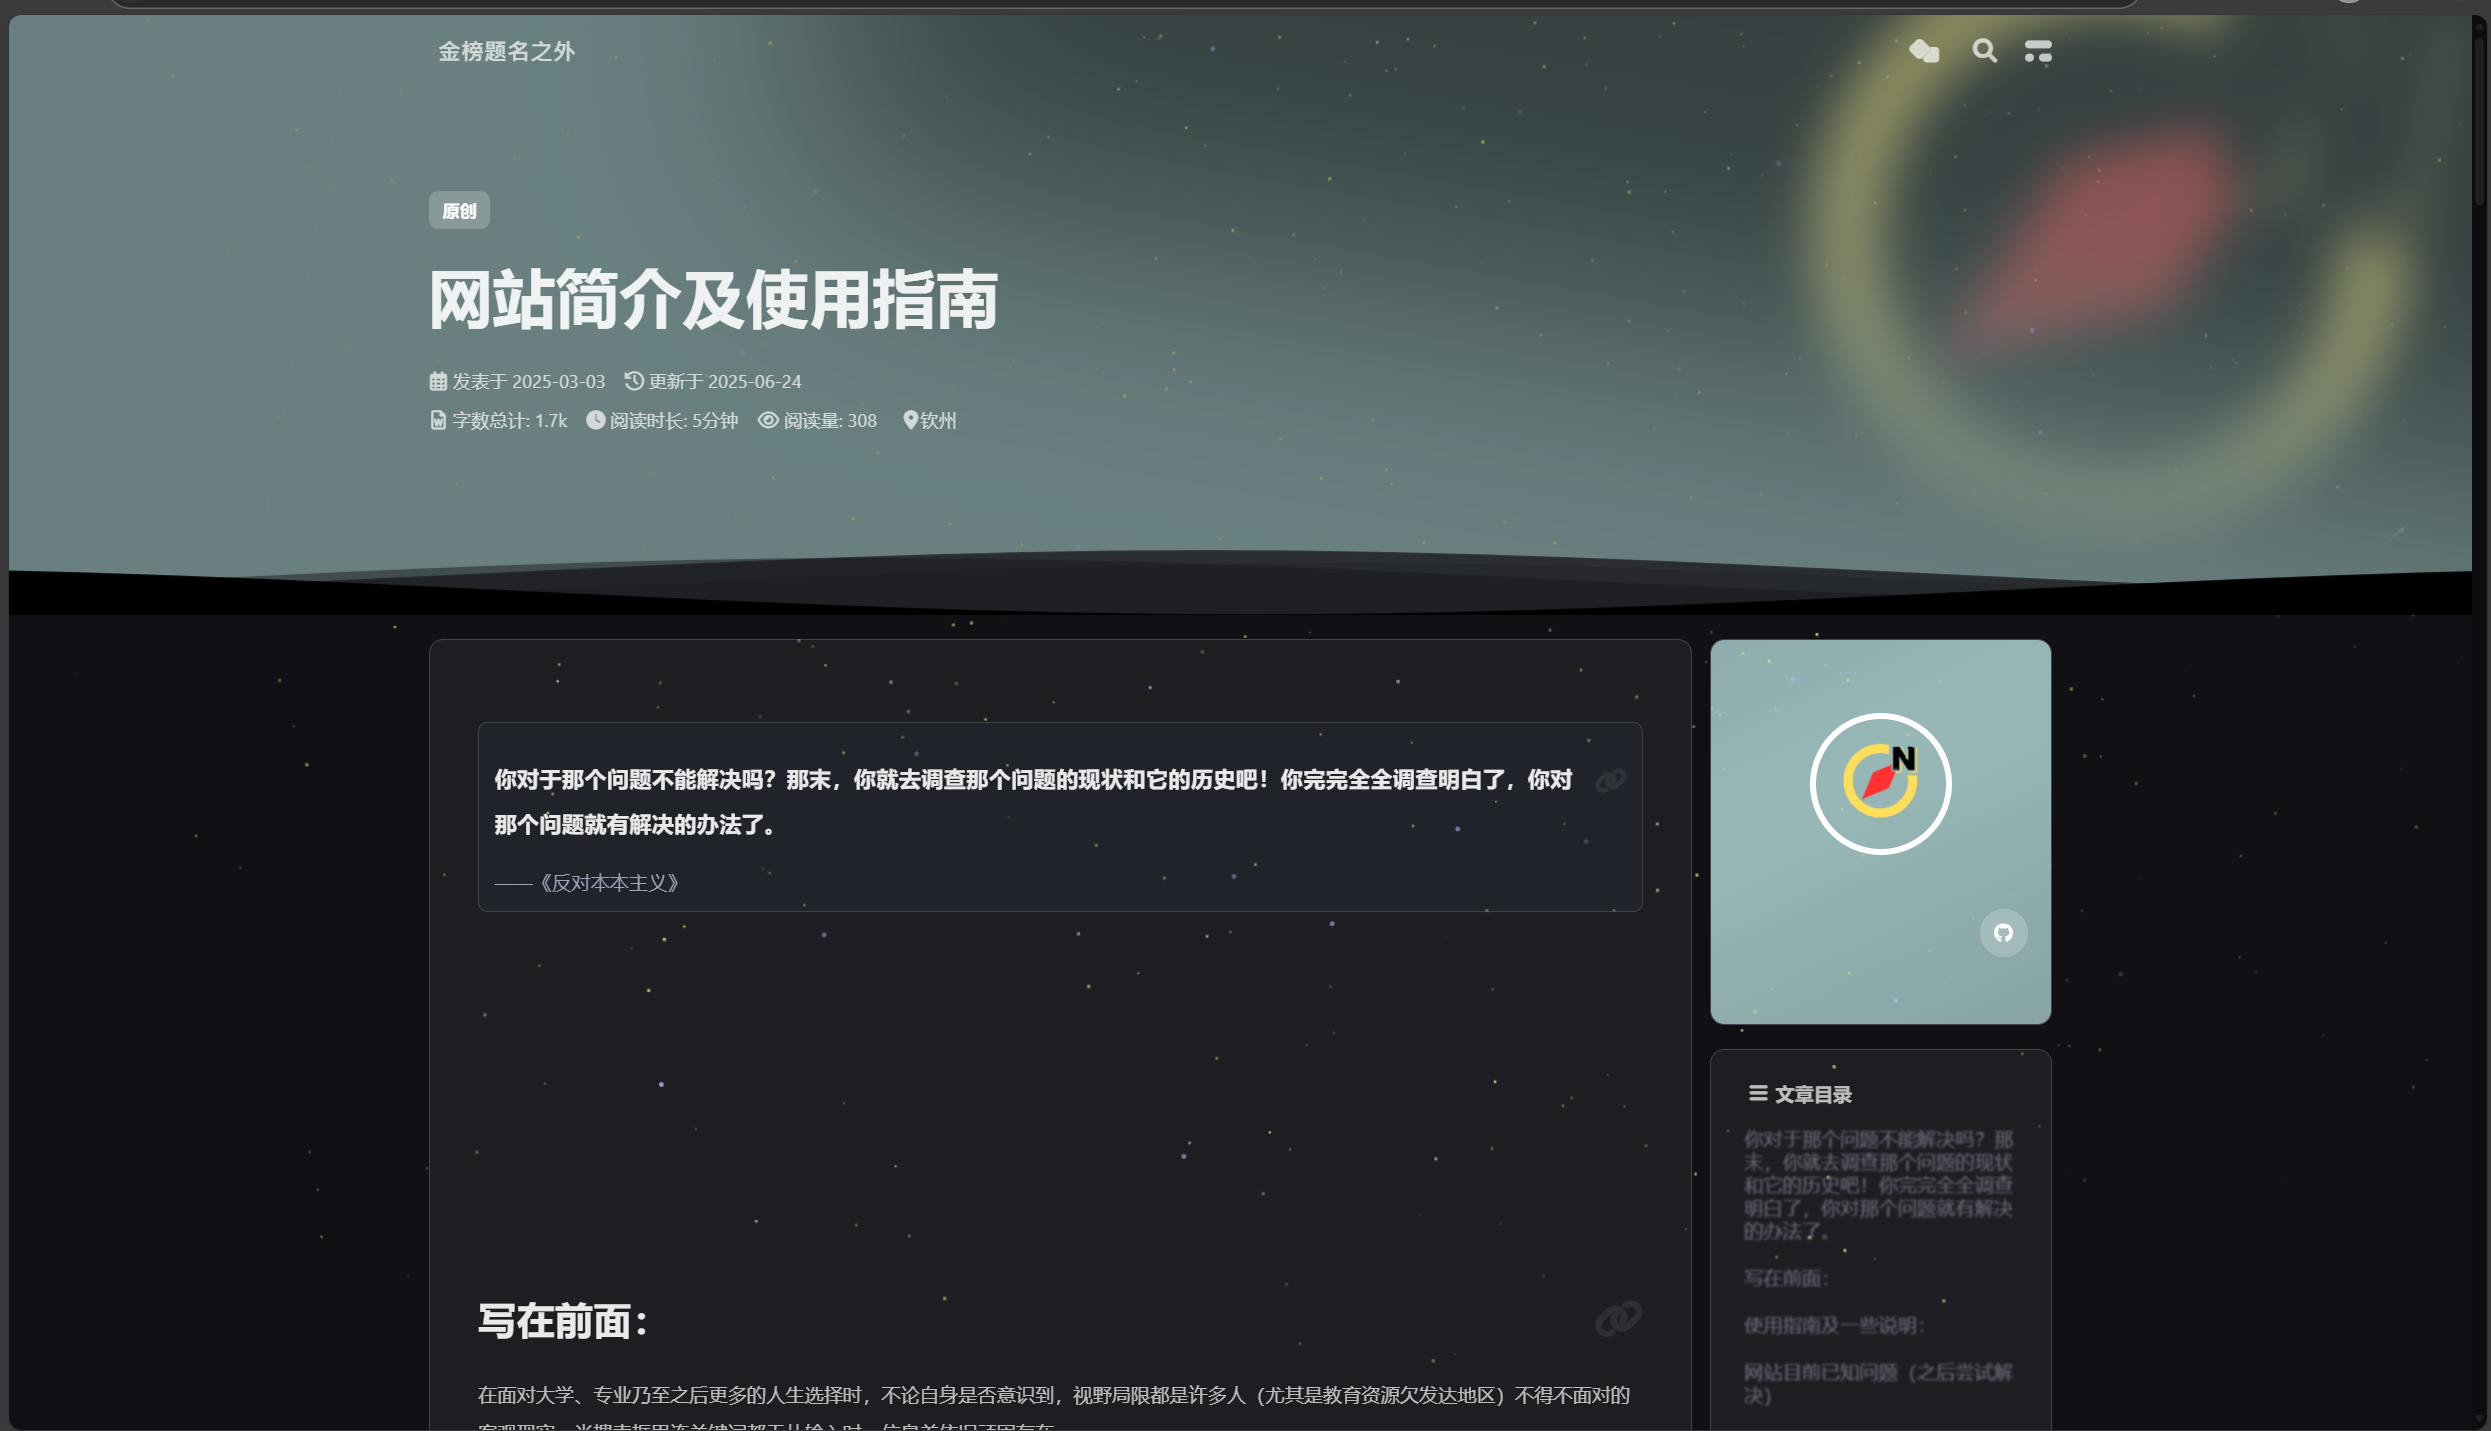 金榜题名之外
原创
网站简介及使用指南
发表于 2025-03-03 更新于 2025-06-24
字数总计: 1.7k 阅读时长: 5分钟 阅读量: 308 钦州
你对于那个问题不能解决吗？那末，你就去调查那个问题的现状和它的历史吧！你完完全全调查明白了，你对
那个问题就有解决的办法了。
——《反对本本主义》
N
文章目录
你对于那个问题不能解决吗？那
末，你就去调查那个问题的现状
和它的历史吧！你完完全全调查
明白了，你对那个问题就有解决
的办法了。
写在前面：
使用指南及一些说明：
网站目前已知问题（之后尝试解
决）
写在前面：
在面对大学、专业乃至之后更多的人生选择时，不论自身是否意识到，视野局限都是许多人（尤其是教育资源欠发达地区）不得不面对的